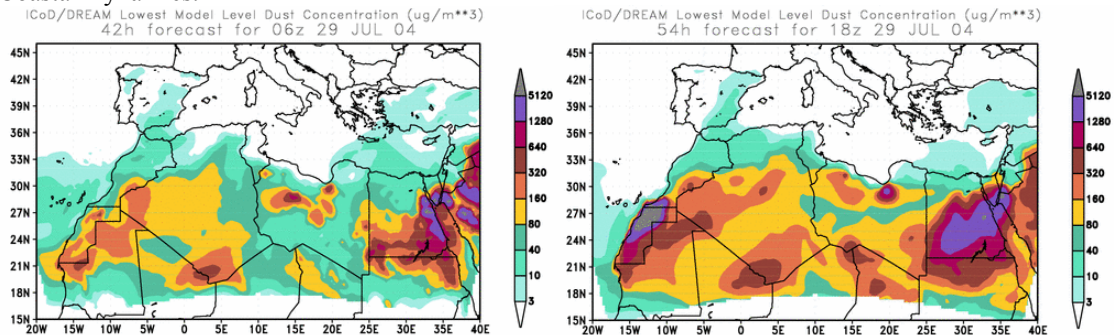 ICoD/DREAM Lowest Model Level Dust Concentration (ug/m**3)
42h forecast for 06z 29 JUL 04
45N
42N
39N
36N
33N
30N
27N
24N
21N
18N
15N
20W 15W 10W 5W 0 5E 10E 15E 20E 25E 30E 35E 40E
5120
1280
640
320
160
80
40
10
3
ICoD/DREAM Lowest Model Level Dust Concentration (ug/m**3)
54h forecast for 18z 29 JUL 04
45N
42N
39N
36N
33N
30N
27N
24N
21N
18N
15N
20W 15W 10W 5W 0 5E 10E 15E 20E 25E 30E 35E 40E
5120
1280
640
320
160
80
40
10
3